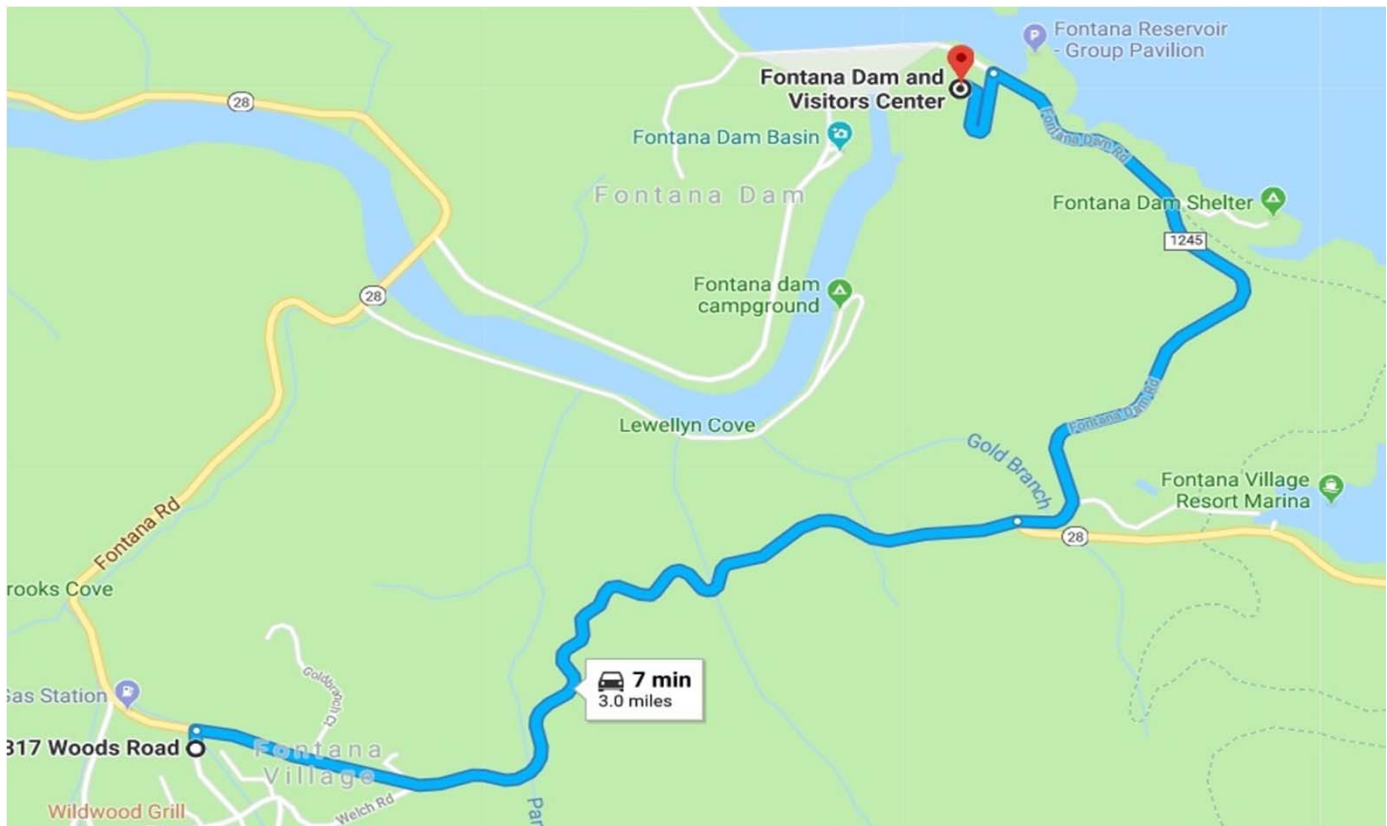 Fontana Reservoir
- Group Pavilion
P
28
Fontana Dam and
Visitors Center
Fontana Dam Basin
Fontana Dam Rd
Fontana Dam
Fontana Dam Shelter
1245
Fontana dam
campground
28
Fontana Dam Rd
Lewellyn Cove
Gold Branch
Fontana Village
Resort Marina
28
Fontana Rd
rooks Cove
7 min
3.0 miles
Goldbranch Ct
Gas Station
317 Woods Road
Fontana
Village
Welch Rd
Wildwood Grill
Pan